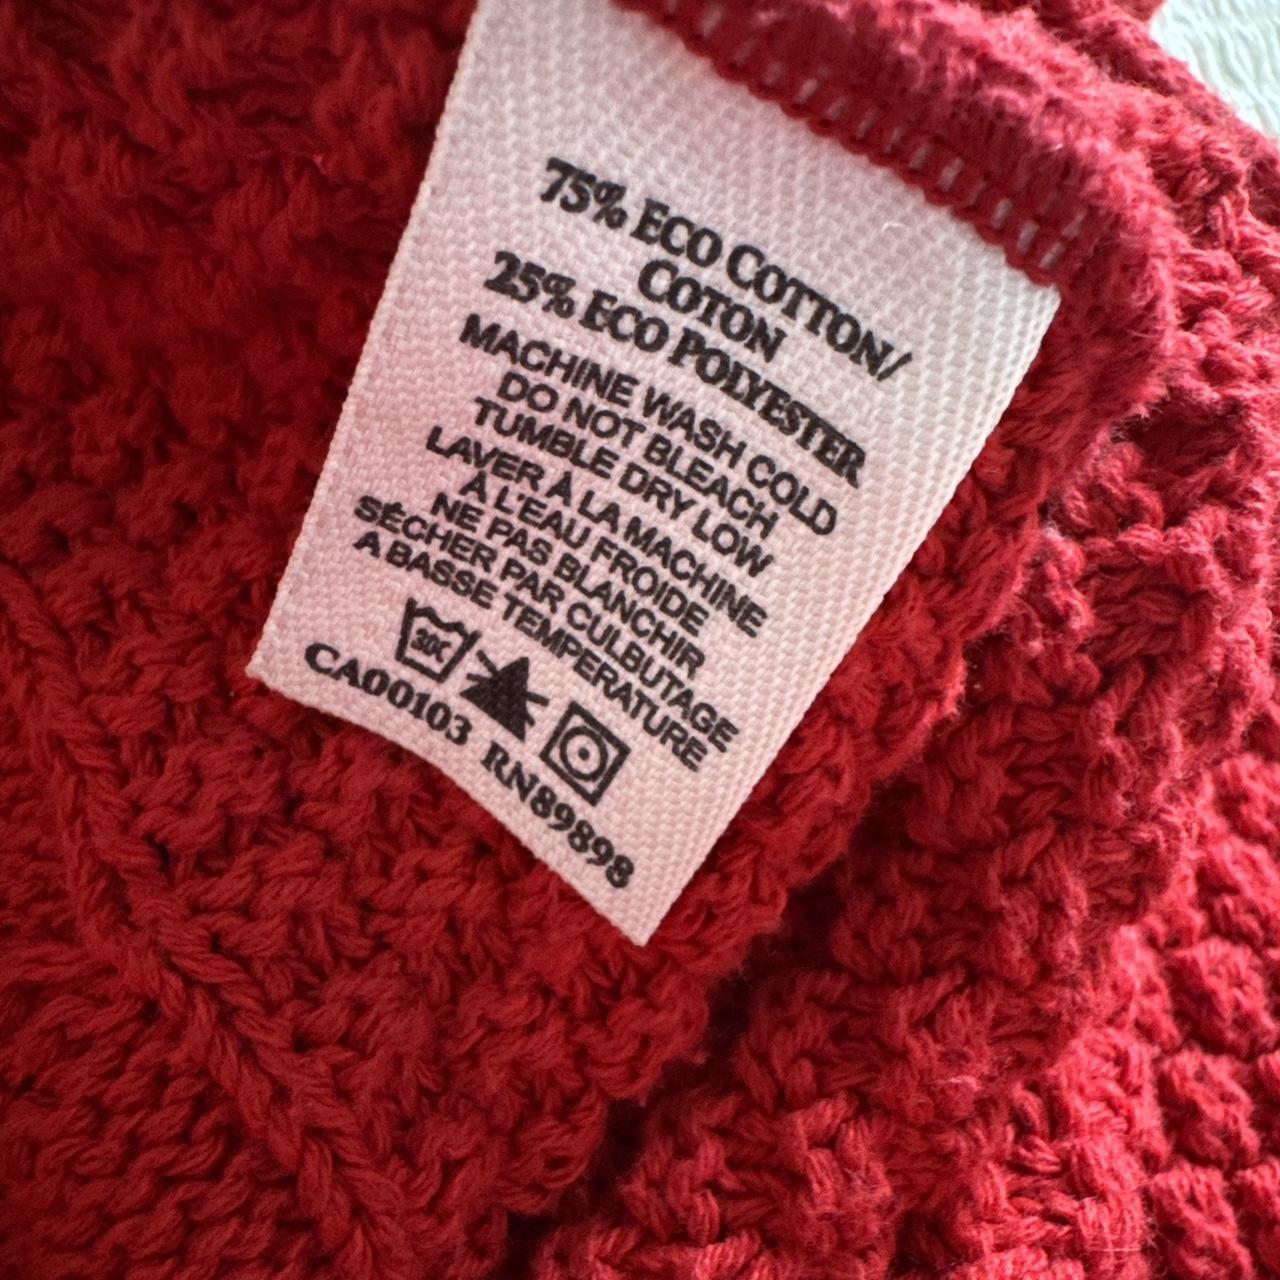 75% ECO COTTON/
COTON
25% ECO POLYESTER
MACHINE WASH COLD
DO NOT BLEACH
TUMBLE DRY LOW
LAVER À LA MACHINE
À L'EAU FROIDE
NE PAS BLANCHIR
SÉCHER PAR CULBUTAGE
A BASSE TEMPERATURE
30C
CA00103 RN89898